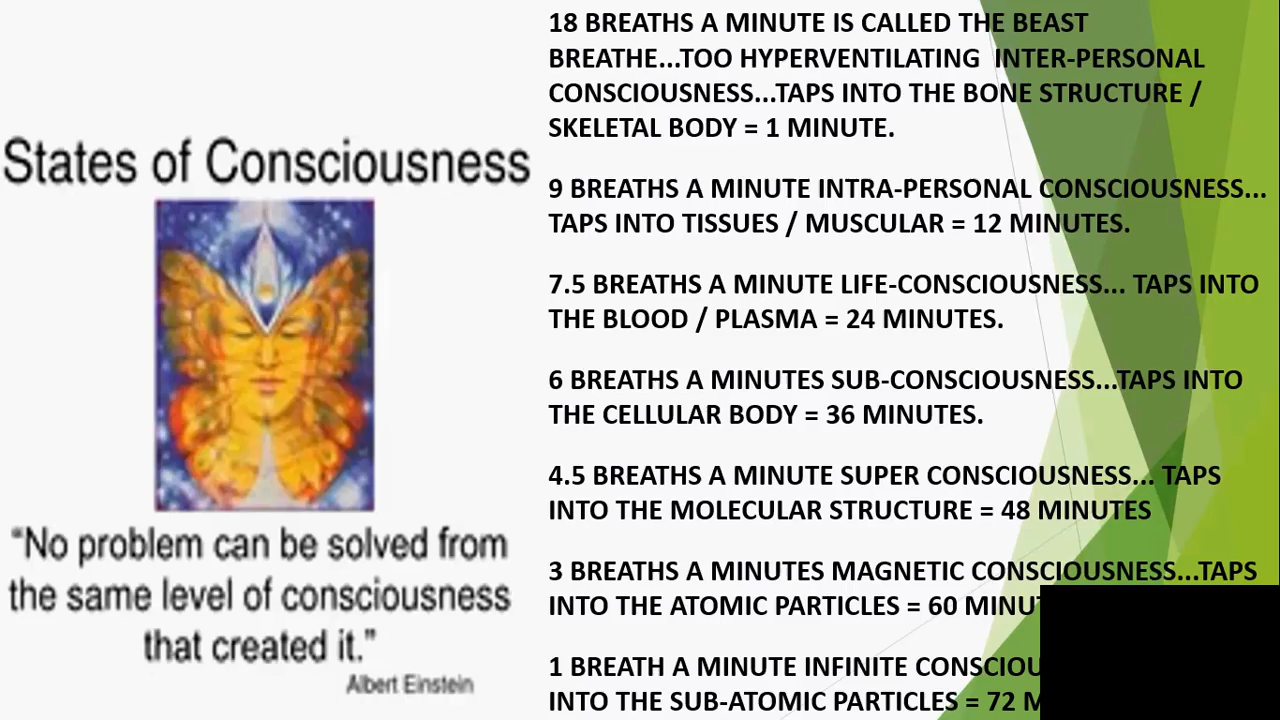 States of Consciousness
“No problem can be solved from
the same level of consciousness
that created it.”
Albert Einstein
18 BREATHS A MINUTE IS CALLED THE BEAST
BREATHE...TOO HYPERVENTILATING INTER-PERSONAL
CONSCIOUSNESS...TAPS INTO THE BONE STRUCTURE /
SKELETAL BODY = 1 MINUTE.
9 BREATHS A MINUTE INTRA-PERSONAL CONSCIOUSNESS...
TAPS INTO TISSUES / MUSCULAR = 12 MINUTES.
7.5 BREATHS A MINUTE LIFE-CONSCIOUSNESS... TAPS INTO
THE BLOOD / PLASMA = 24 MINUTES.
6 BREATHS A MINUTES SUB-CONSCIOUSNESS...TAPS INTO
THE CELLULAR BODY = 36 MINUTES.
4.5 BREATHS A MINUTE SUPER CONSCIOUSNESS... TAPS
INTO THE MOLECULAR STRUCTURE = 48 MINUTES
3 BREATHS A MINUTES MAGNETIC CONSCIOUSNESS...TAPS
INTO THE ATOMIC PARTICLES = 60
1 BREATH A MINUTE INFINITE
INTO THE SUB-ATOMIC PARTICLES = 72